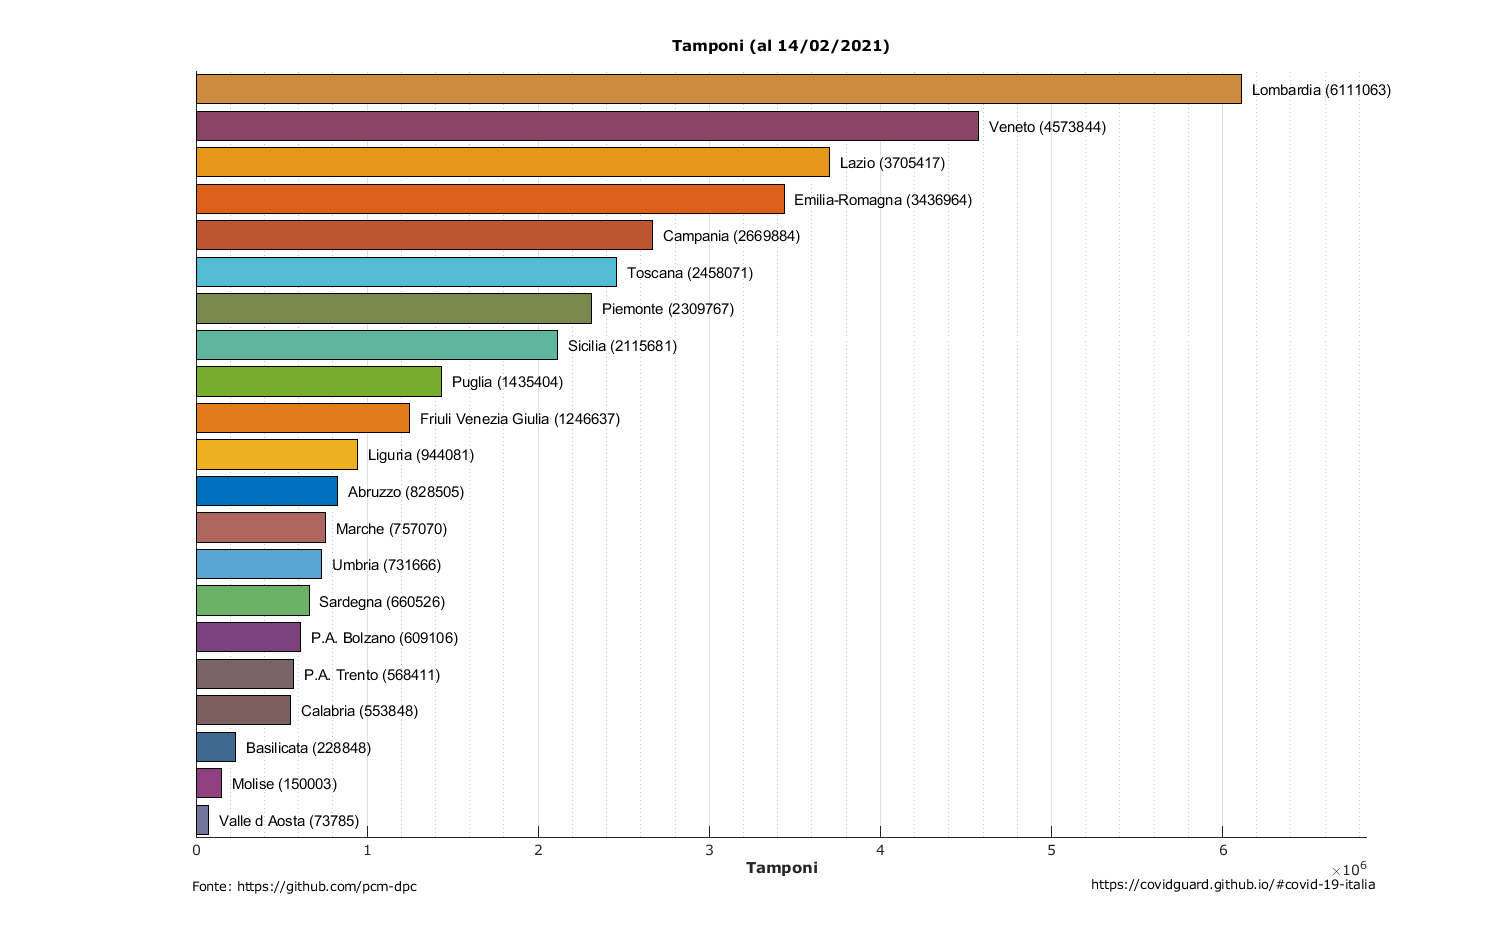 Tamponi (al 14/02/2021)
Lombardia (6111063)
Veneto (4573844)
Lazio (3705417)
Emilia-Romagna (3436964)
Campania (2669884)
Toscana (2458071)
Piemonte (2309767)
Sicilia (2115681)
Puglia (1435404)
Friuli Venezia Giulia (1246637)
Liguria (944081)
Abruzzo (828505)
Marche (757070)
Umbria (731666)
Sardegna (660526)
P.A. Bolzano (609106)
P.A. Trento (568411)
Calabria (553848)
Basilicata (228848)
Molise (150003)
Valle d Aosta (73785)
0 1 2 3 4 5 6
Tamponi
×10^6
Fonte: https://github.com/pcm-dpc
https://covidguard.github.io/#covid-19-italia